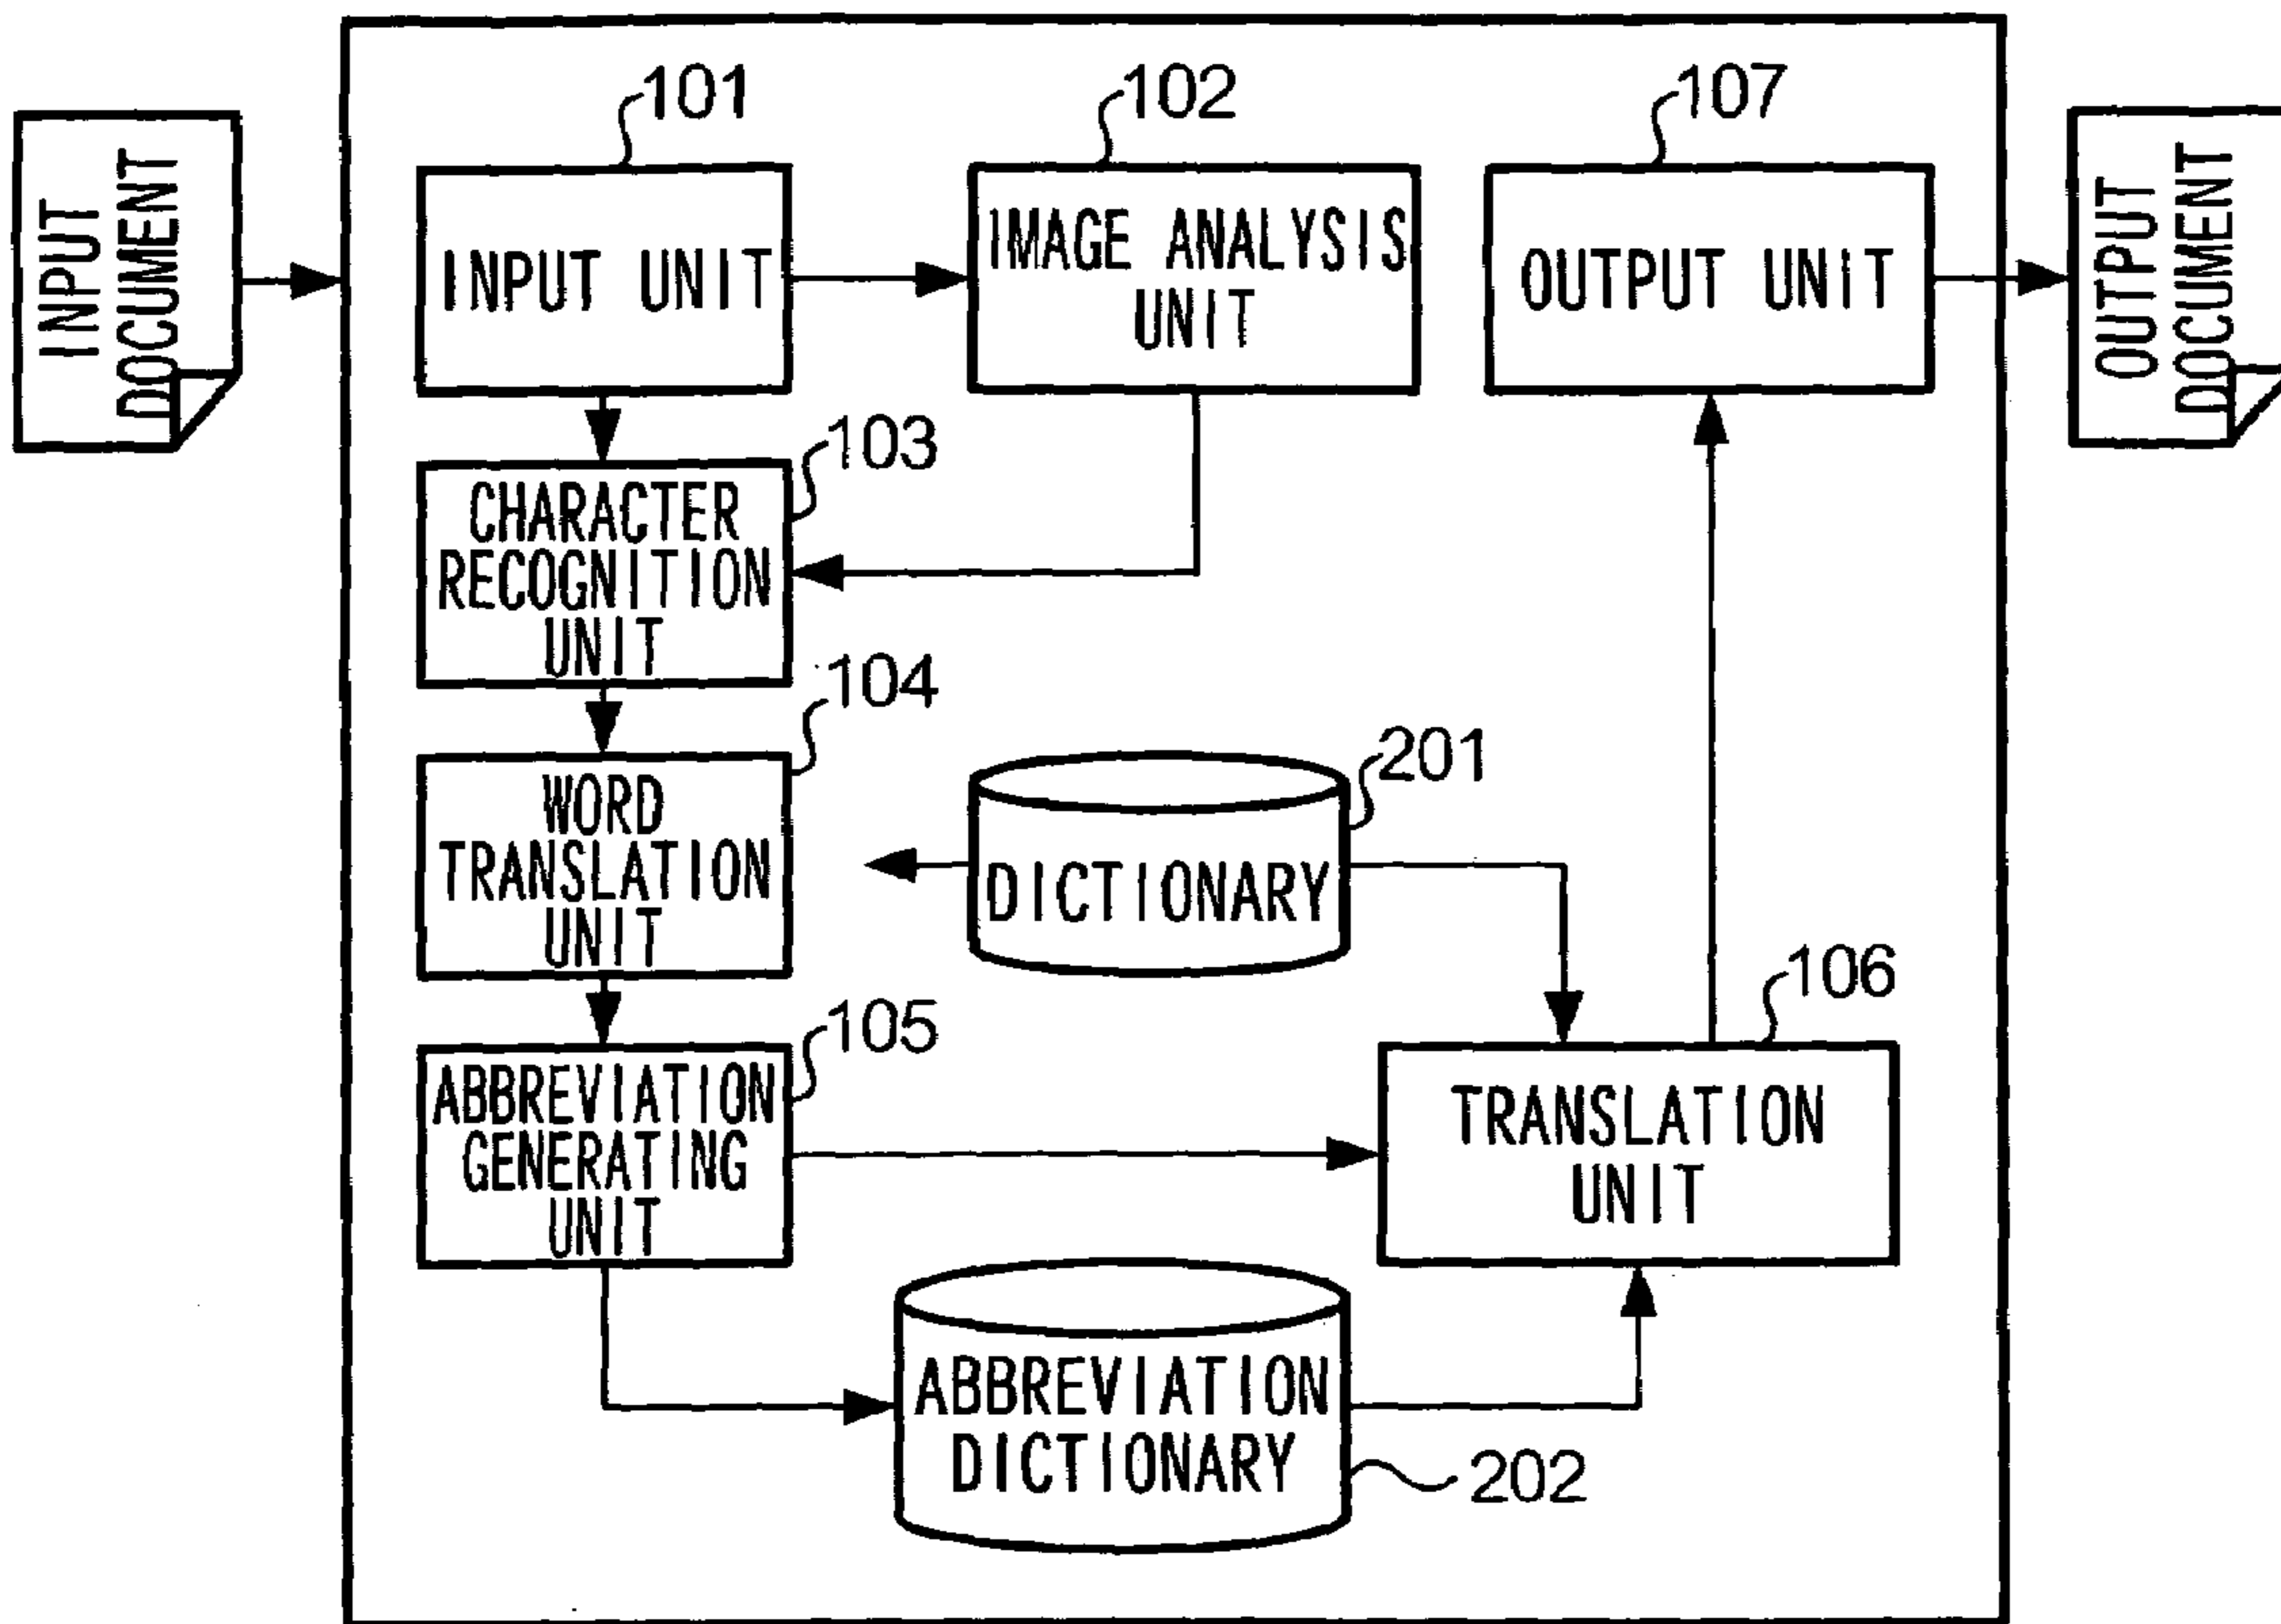 101
102
107
INPUT
DOCUMENT
INPUT UNIT
IMAGE ANALYSIS
UNIT
OUTPUT UNIT
OUTPUT
DOCUMENT
103
CHARACTER
RECOGNITION
UNIT
104
WORD
TRANSLATION
UNIT
201
DICTIONARY
105
ABBREVIATION
GENERATING
UNIT
106
TRANSLATION
UNIT
ABBREVIATION
DICTIONARY
202